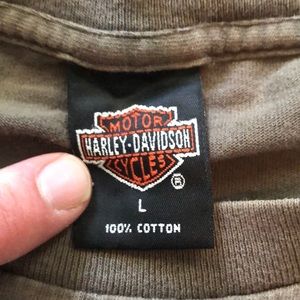 MOTOR
HARLEY-DAVIDSON
CYCLES
®
L
100% COTTON